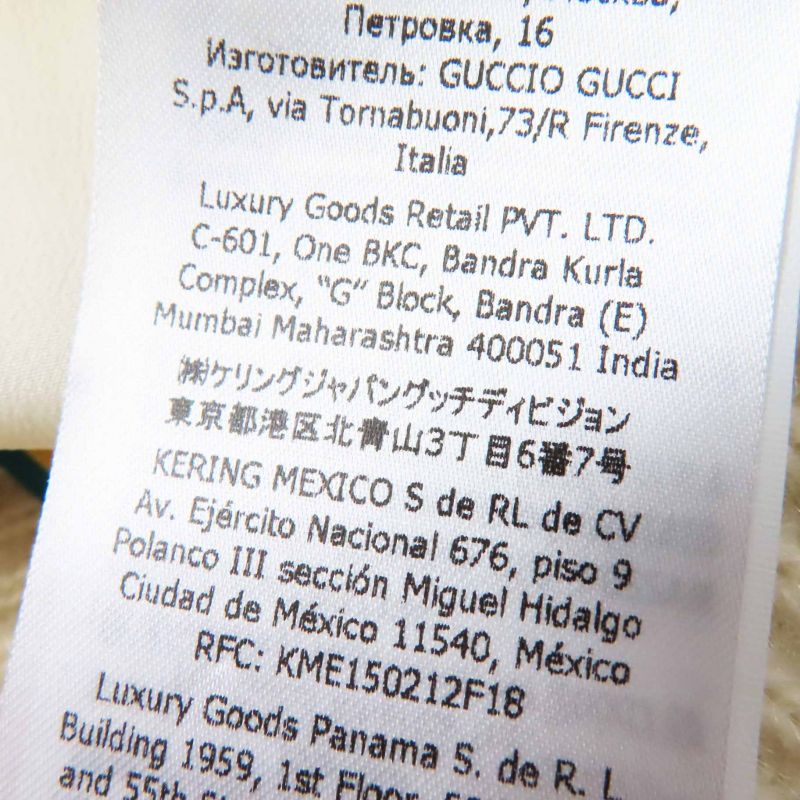 Петровка, 16
Изготовитель: GUCCIO GUCCI
S.p.A, via Tornabuoni,73/R Firenze,
Italia
Luxury Goods Retail PVT. LTD.
C-601, One BKC, Bandra Kurla
Complex, "G" Block, Bandra (E)
Mumbai Maharashtra 400051 India
㈱ケリングジャパングッチディビジョン
東京都港区北青山3丁目6番7号
KERING MEXICO S de RL de CV
Av. Ejército Nacional 676, piso 9
Polanco III sección Miguel Hidalgo
Ciudad de México 11540, México
RFC: KME150212F18
Luxury Goods Panama S. de R. L.
Building 1959, 1st Floor,
and 55th